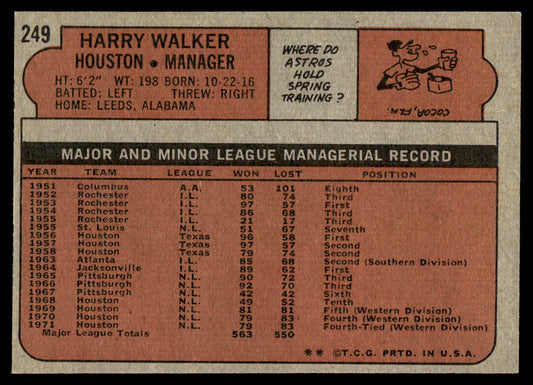 249
HARRY WALKER
HOUSTON • MANAGER
HT: 6'2" WT: 198 BORN: 10-22-16
BATTED: LEFT THREW: RIGHT
HOME: LEEDS, ALABAMA
WHERE DO
ASTROS
HOLD
SPRING
TRAINING?
COCOA, FLA.
MAJOR AND MINOR LEAGUE MANAGERIAL RECORD
YEAR TEAM LEAGUE WON LOST POSITION
1951 Columbus A.A. 53 101 Eighth
1952 Rochester I.L. 80 74 Third
1953 Rochester I.L. 97 57 First
1954 Rochester I.L. 86 68 Third
1955 Rochester I.L. 21 17 Third
1955 St. Louis N.L. 51 67 Seventh
1956 Houston Texas 96 58 First
1957 Houston Texas 97 57 Second
1958 Houston Texas 79 74 Second
1963 Atlanta I.L. 85 68 Second (Southern Division)
1964 Jacksonville I.L. 89 62 First
1965 Pittsburgh N.L. 90 72 Third
1966 Pittsburgh N.L. 92 70 Third
1967 Pittsburgh N.L. 42 42 Sixth
1968 Houston N.L. 49 52 Tenth
1969 Houston N.L. 81 81 Fifth (Western Division)
1970 Houston N.L. 79 83 Fourth (Western Division)
1971 Houston N.L. 79 83 Fourth-Tied (Western Division)
Major League Totals 563 550
** ©T.C.G. PRTD. IN U.S.A.